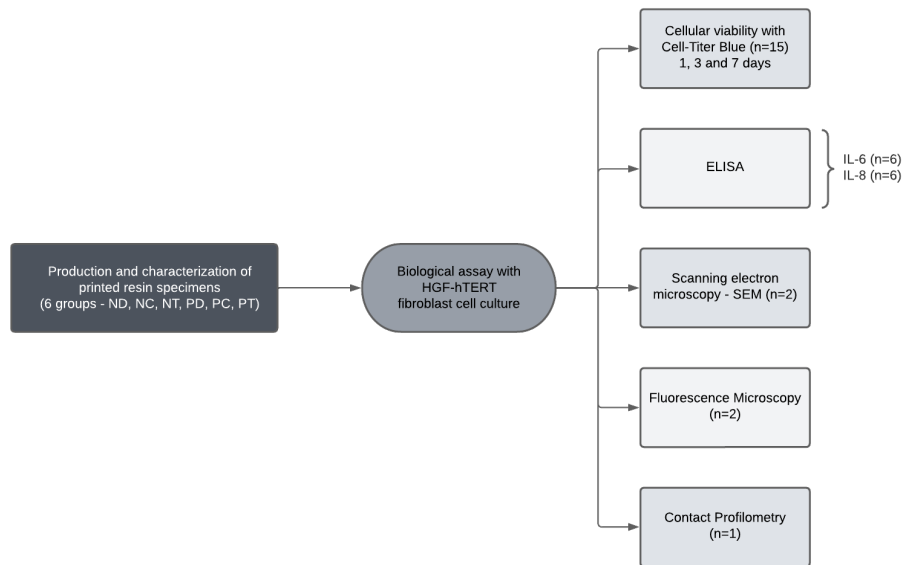 Production and characterization of
printed resin specimens
(6 groups - ND, NC, NT, PD, PC, PT)
Biological assay with
HGF-hTERT
fibroblast cell culture
Cellular viability with
Cell-Titer Blue (n=15)
1, 3 and 7 days
ELISA
IL-6 (n=6)
IL-8 (n=6)
Scanning electron
microscopy - SEM (n=2)
Fluorescence Microscopy
(n=2)
Contact Profilometry
(n=1)